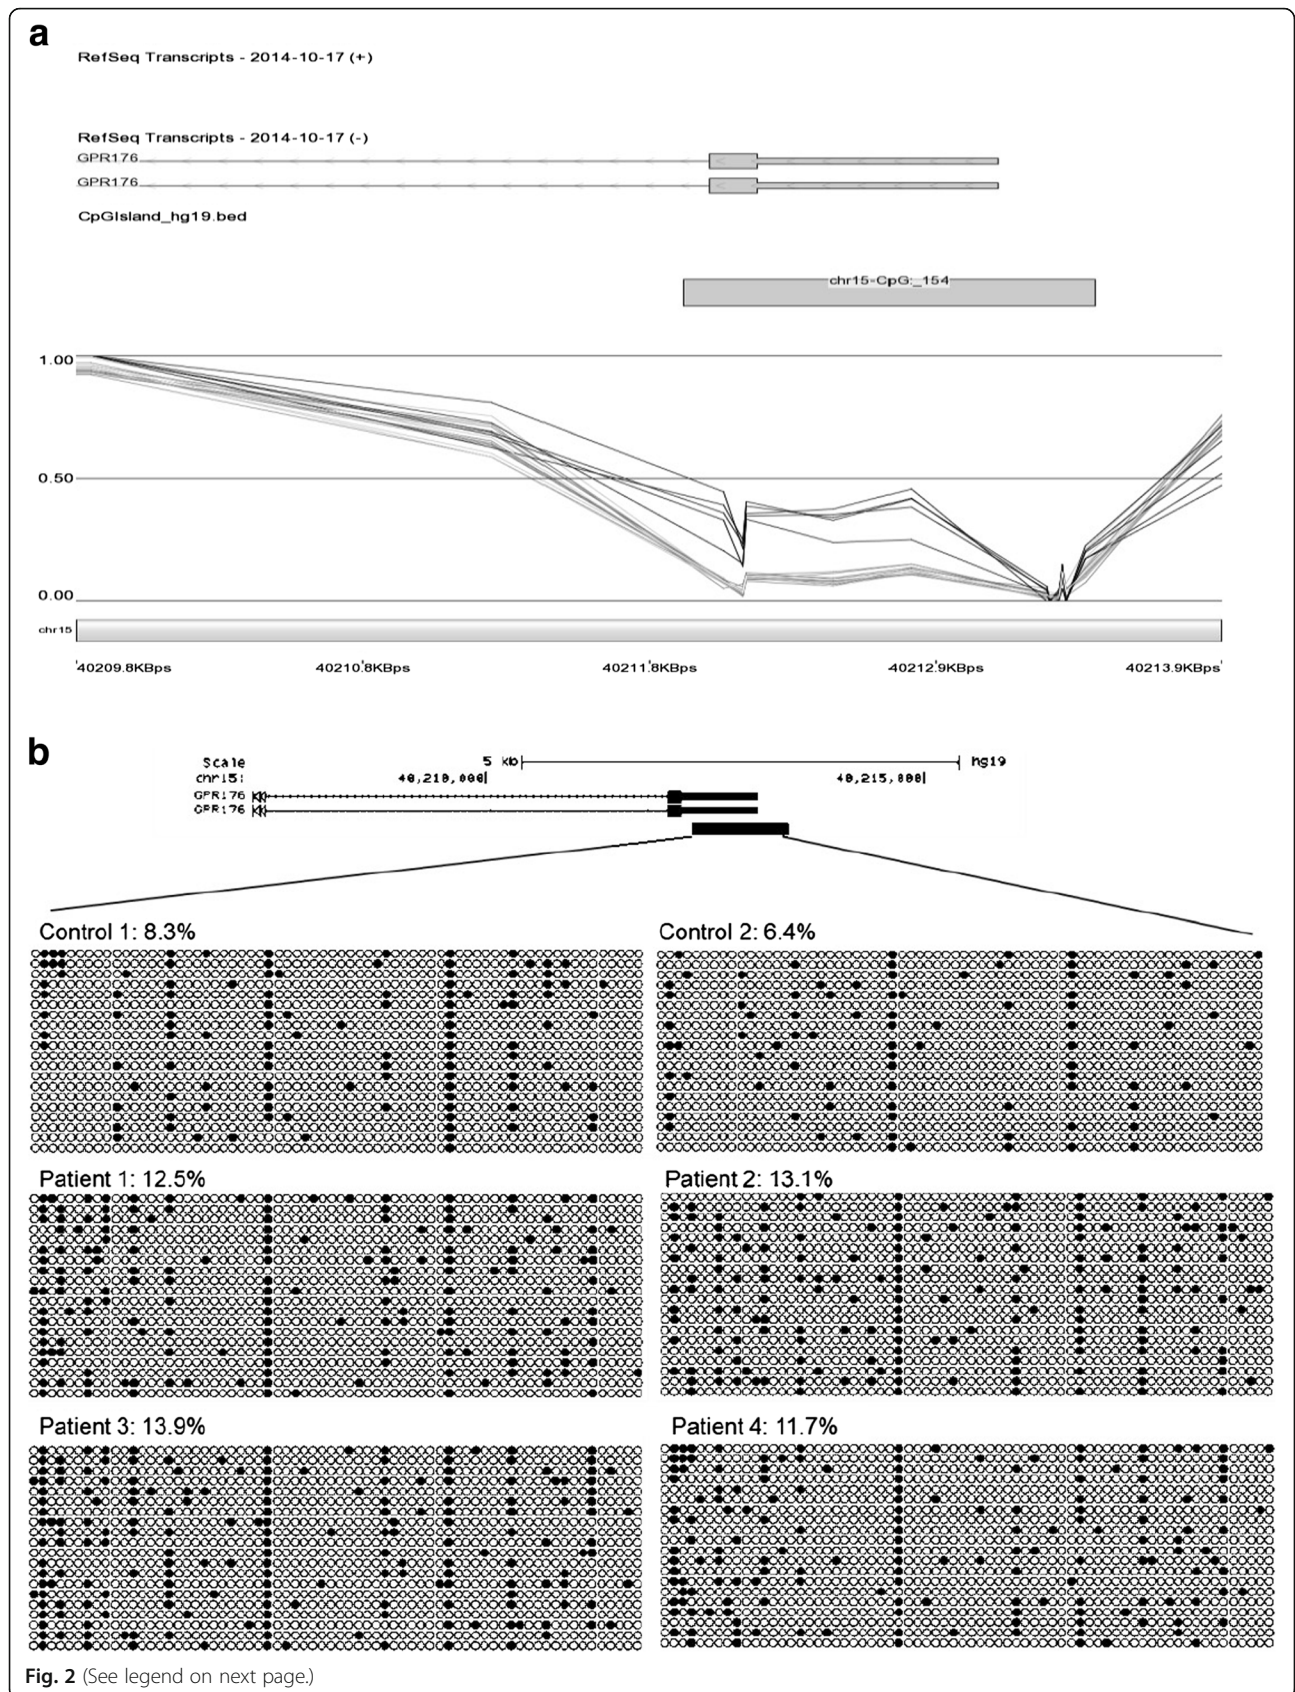 a
RefSeq Transcripts - 2014-10-17 (+)
RefSeq Transcripts - 2014-10-17 (-)
GPR176
GPR176
CpGIsland_hg19.bed
chr15-CpG:_154
1.00
0.50
0.00
chr15
40209.8KBps 40210.8KBps 40211.8KBps 40212.9KBps 40213.9KBps
b
Scale 5 kb hg19
chr15: 40,210,000 40,215,000
GPR176
GPR176
Control 1: 8.3% Control 2: 6.4%
Patient 1: 12.5% Patient 2: 13.1%
Patient 3: 13.9% Patient 4: 11.7%
Fig. 2 (See legend on next page.)